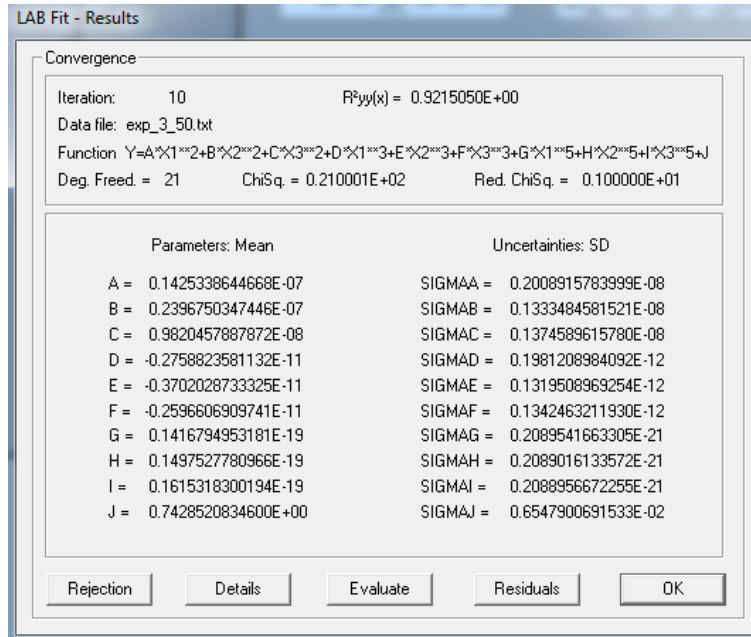 LAB Fit - Results
Convergence
Iteration: 10 R²yy(x) = 0.9215050E+00
Data file: exp_3_50.txt
Function Y=A*X1**2+B*X2**2+C*X3**2+D*X1**3+E*X2**3+F*X3**3+G*X1**5+H*X2**5+I*X3**5+J
Deg. Freed. = 21 ChiSq. = 0.210001E+02 Red. ChiSq. = 0.100000E+01
Parameters: Mean Uncertainties: SD
A = 0.1425338644668E-07 SIGMAA = 0.2008915783999E-08
B = 0.2396750347446E-07 SIGMAB = 0.1333484581521E-08
C = 0.9820457887872E-08 SIGMAC = 0.1374589615780E-08
D = -0.2758823581132E-11 SIGMAD = 0.1981208984092E-12
E = -0.3702028733325E-11 SIGMAE = 0.1319508969254E-12
F = -0.2596606909741E-11 SIGMAF = 0.1342463211930E-12
G = 0.1416794953181E-19 SIGMAG = 0.2089541663305E-21
H = 0.1497527780966E-19 SIGMAH = 0.2089016133572E-21
I = 0.1615318300194E-19 SIGMAI = 0.2088956672255E-21
J = 0.7428520834600E+00 SIGMAJ = 0.6547900691533E-02
Rejection Details Evaluate Residuals OK